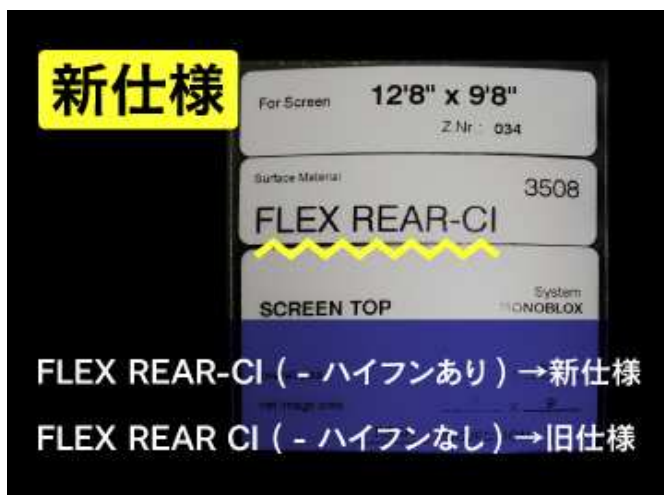 新仕様
For Screen 12'8" x 9'8"
Z.Nr.: 034
Surface Material 3508
FLEX REAR-CI
System
SCREEN TOP MONOBLOX
FLEX REAR-CI ( - ハイフンあり ) →新仕様
FLEX REAR CI ( - ハイフンなし ) →旧仕様